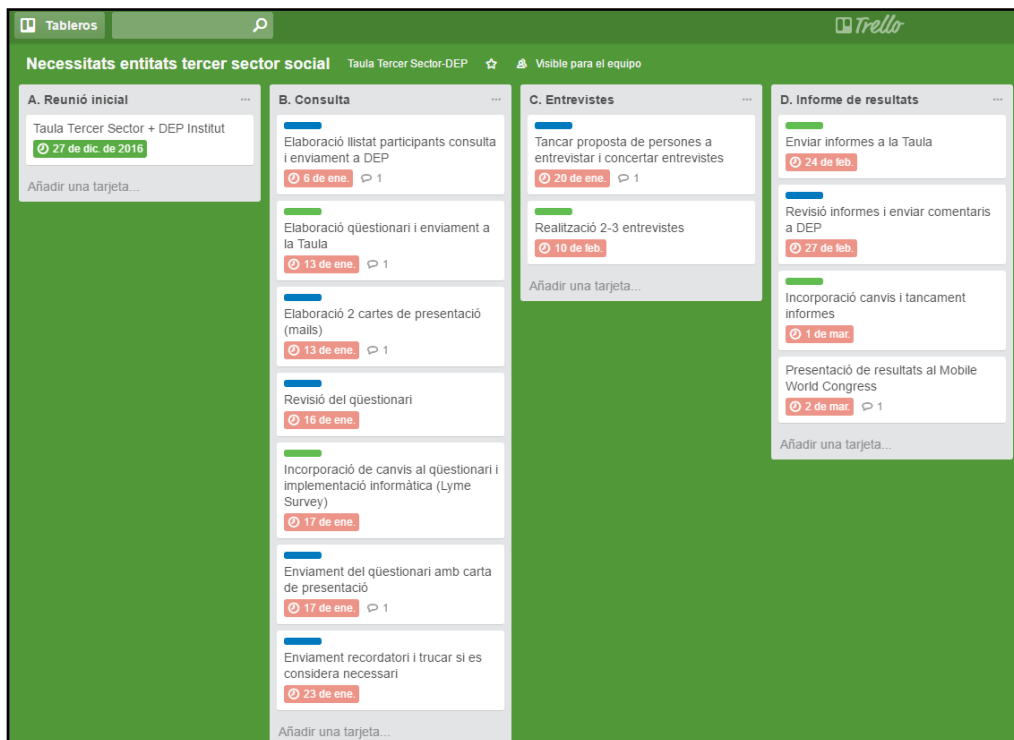 Tableros
Trello
Necessitats entitats tercer sector social
Taula Tercer Sector-DEP
Visible para el equipo
A. Reunió inicial
Taula Tercer Sector + DEP Institut
27 de dic. de 2016
Añadir una tarjeta...
B. Consulta
Elaboració llistat participants consulta
i enviament a DEP
6 de ene. 1
Elaboració qüestionari i enviament a
la Taula
13 de ene. 1
Elaboració 2 cartes de presentació
(mails)
13 de ene. 1
Revisió del qüestionari
16 de ene.
Incorporació de canvis al qüestionari i
implementació informàtica (Lyme
Survey)
17 de ene.
Enviament del qüestionari amb carta
de presentació
17 de ene. 1
Enviament recordatori i trucar si es
considera necessari
23 de ene.
Añadir una tarjeta...
C. Entrevistes
Tancar proposta de persones a
entrevistar i concertar entrevistes
20 de ene. 1
Realització 2-3 entrevistes
10 de feb.
Añadir una tarjeta...
D. Informe de resultats
Enviar informes a la Taula
24 de feb.
Revisió informes i enviar comentaris
a DEP
27 de feb.
Incorporació canvis i tancament
informes
1 de mar.
Presentació de resultats al Mobile
World Congress
2 de mar. 1
Añadir una tarjeta...